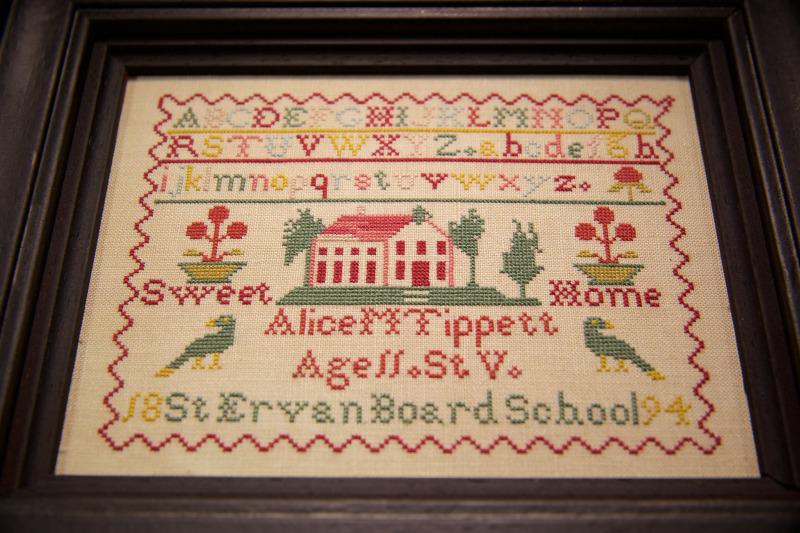 ABCDEFGHIJKLMNOPQ
RSTUVWXYZ.abcdefgh
ijklmnopqrstuvwxyz.
Sweet Home
Alice M Tippett
Age 11. St V.
18 St Ervan Board School 94